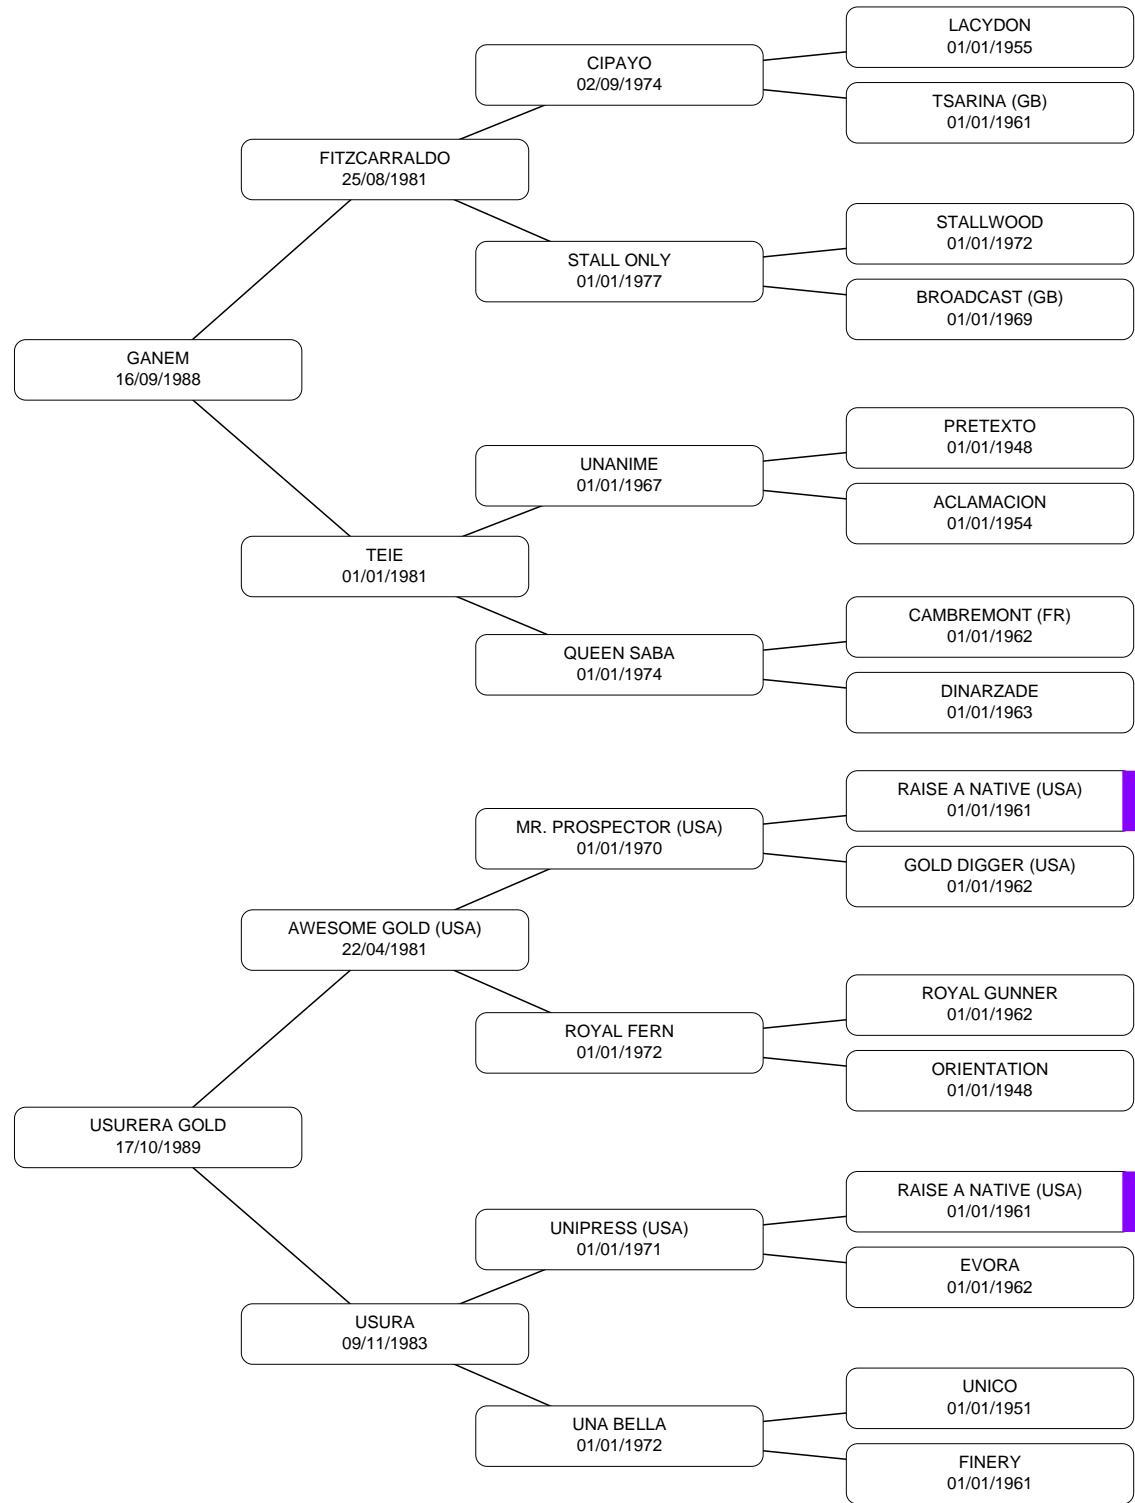 LACYDON
01/01/1955
CIPAYO
02/09/1974
TSARINA (GB)
01/01/1961
FITZCARRALDO
25/08/1981
STALLWOOD
01/01/1972
STALL ONLY
01/01/1977
BROADCAST (GB)
01/01/1969
GANEM
16/09/1988
PRETEXTO
01/01/1948
UNANIME
01/01/1967
ACLAMACION
01/01/1954
TEIE
01/01/1981
CAMBREMONT (FR)
01/01/1962
QUEEN SABA
01/01/1974
DINARZADE
01/01/1963
RAISE A NATIVE (USA)
01/01/1961
MR. PROSPECTOR (USA)
01/01/1970
GOLD DIGGER (USA)
01/01/1962
AWESOME GOLD (USA)
22/04/1981
ROYAL GUNNER
01/01/1962
ROYAL FERN
01/01/1972
ORIENTATION
01/01/1948
USURERA GOLD
17/10/1989
RAISE A NATIVE (USA)
01/01/1961
UNIPRESS (USA)
01/01/1971
EVORA
01/01/1962
USURA
09/11/1983
UNICO
01/01/1951
UNA BELLA
01/01/1972
FINERY
01/01/1961